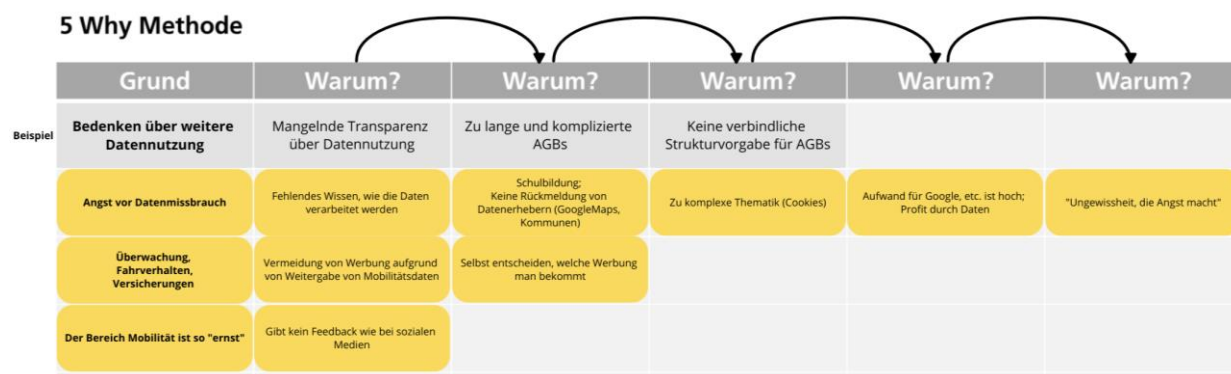 5 Why Methode
Grund
Warum?
Warum?
Warum?
Warum?
Warum?
Beispiel
Bedenken über weitere
Datennutzung
Mangelnde Transparenz
über Datennutzung
Zu lange und komplizierte
AGBs
Keine verbindliche
Strukturvorgabe für AGBs
Angst vor Datenmissbrauch
Fehlendes Wissen, wie die Daten
verarbeitet werden
Schulbildung;
Keine Rückmeldung von
Datenerhebern (GoogleMaps,
Kommunen)
Zu komplexe Thematik (Cookies)
Aufwand für Google, etc. ist hoch;
Profit durch Daten
"Ungewissheit, die Angst macht"
Überwachung,
Fahrverhalten,
Versicherungen
Vermeidung von Werbung aufgrund
von Weitergabe von Mobilitätsdaten
Selbst entscheiden, welche Werbung
man bekommt
Der Bereich Mobilität ist so "ernst"
Gibt kein Feedback wie bei sozialen
Medien